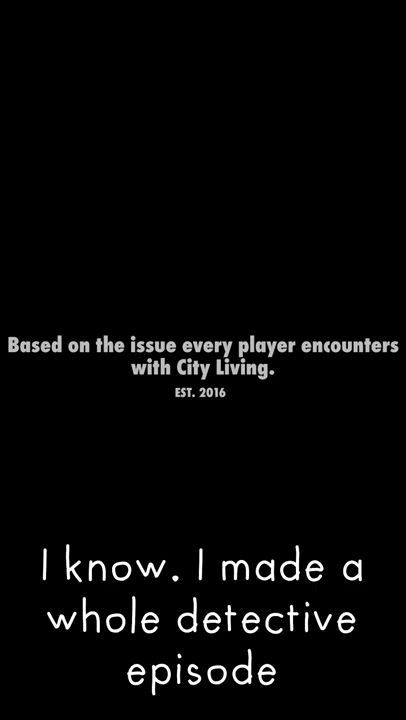 Based on the issue every player encounters
with City Living.
EST. 2016
I know. I made a
whole detective
episode